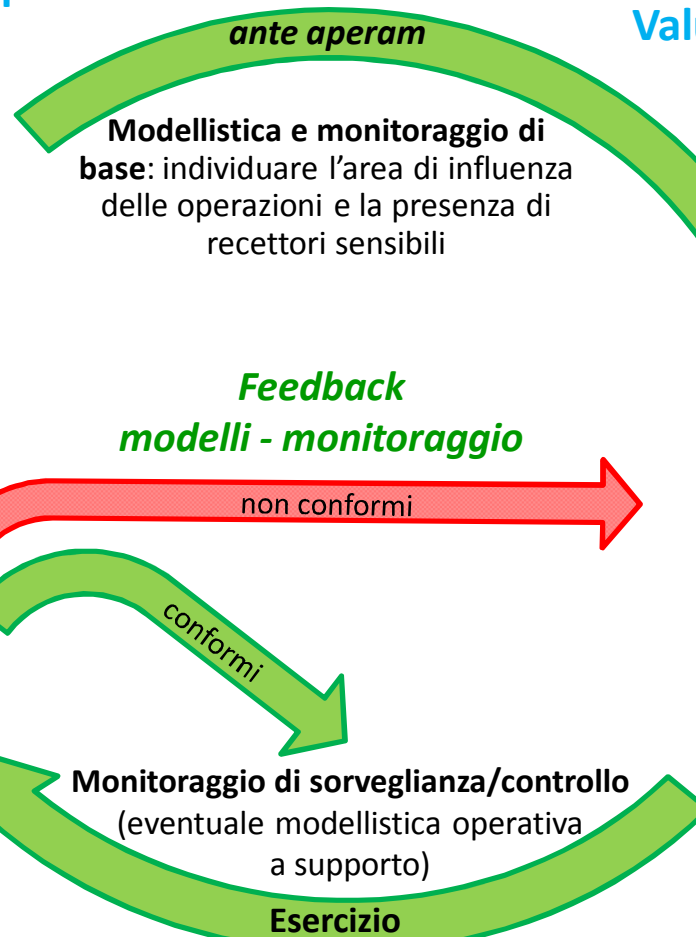 ante aperam
Valu
Modellistica e monitoraggio di
base: individuare l’area di influenza
delle operazioni e la presenza di
recettori sensibili
Feedback
modelli - monitoraggio
non conformi
conformi
Monitoraggio di sorveglianza/controllo
(eventuale modellistica operativa
a supporto)
Esercizio